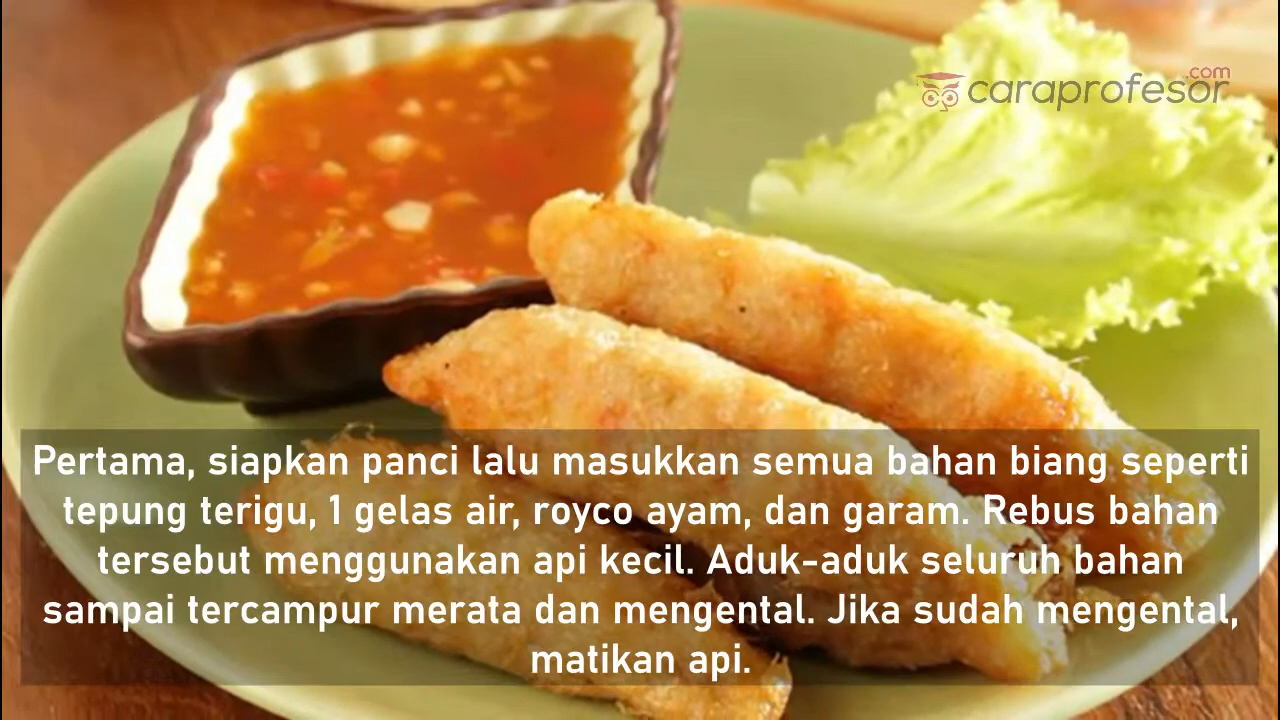 caraprofesor.com
Pertama, siapkan panci lalu masukkan semua bahan biang seperti
tepung terigu, 1 gelas air, royco ayam, dan garam. Rebus bahan
tersebut menggunakan api kecil. Aduk-aduk seluruh bahan
sampai tercampur merata dan mengental. Jika sudah mengental,
matikan api.